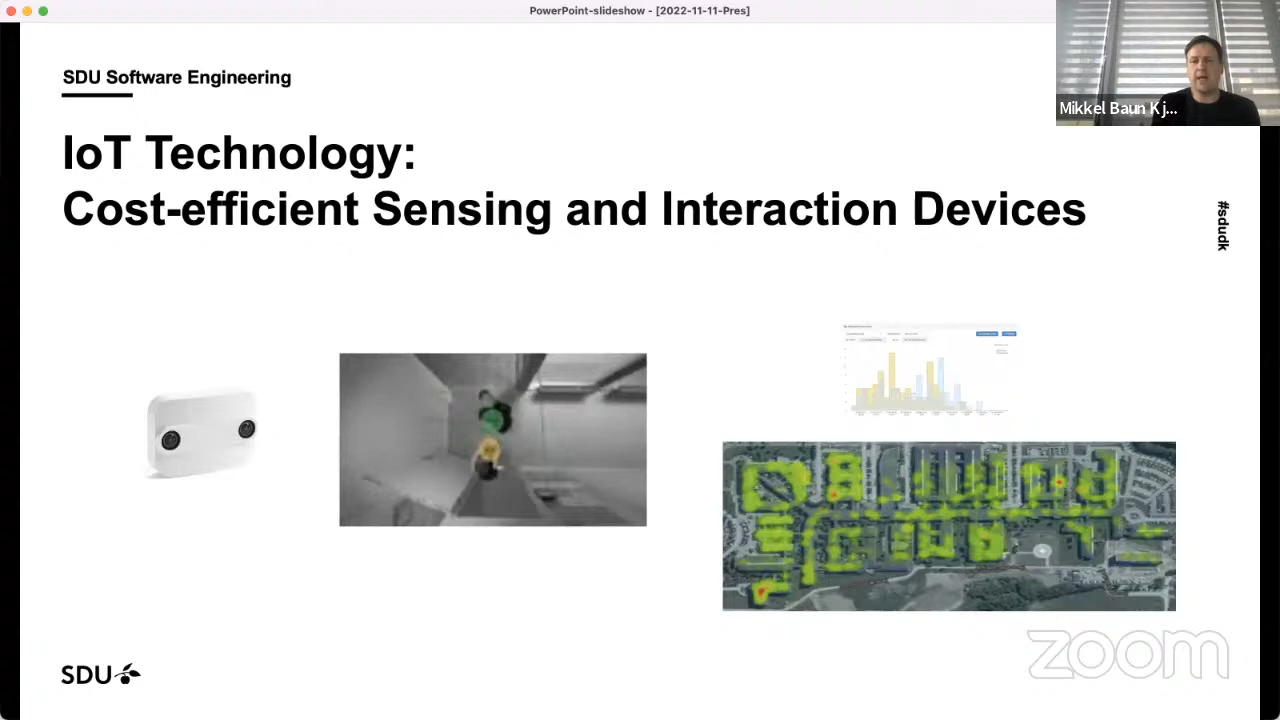 PowerPoint-slideshow - [2022-11-11-Pres]
SDU Software Engineering
Mikkel Baun Kj...
IoT Technology:
Cost-efficient Sensing and Interaction Devices
#sdudk
SDU
zoom